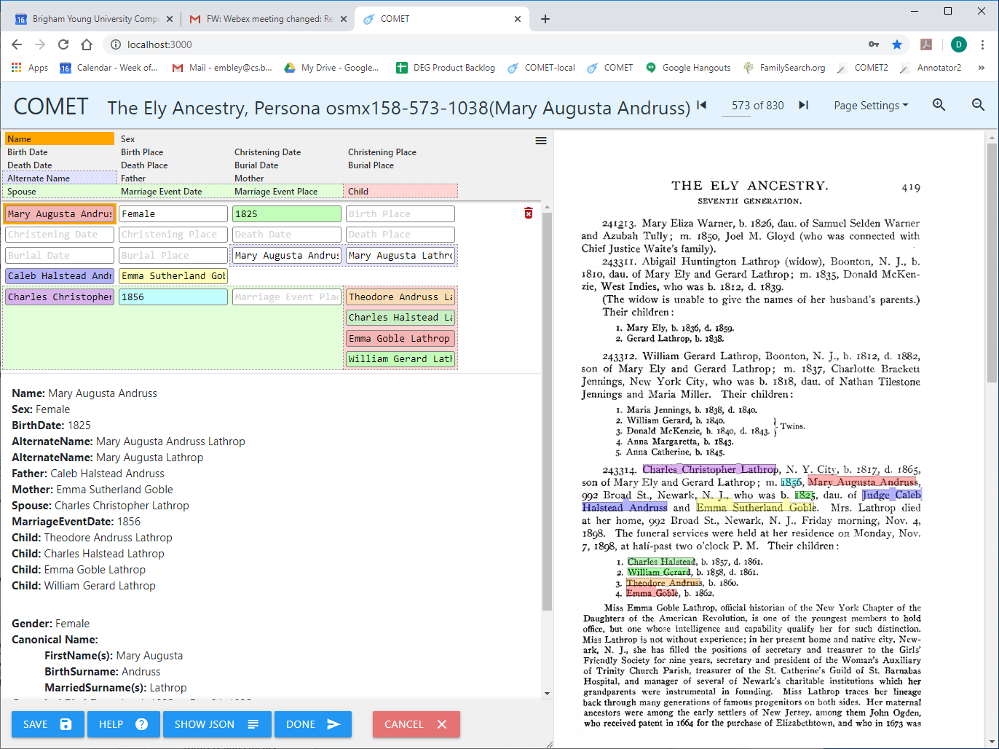 Brigham Young University Compu
FW: Webex meeting changed: Re
COMET
localhost:3000
D
Apps
Calendar - Week of...
Mail - embley@cs.b...
My Drive - Google...
DEG Product Backlog
COMET-local
COMET
Google Hangouts
FamilySearch.org
COMET2
Annotator2
»
COMET The Ely Ancestry, Persona osmx158-573-1038(Mary Augusta Andruss)
573 of 830
Page Settings
Name Sex
Birth Date Birth Place Christening Date Christening Place
Death Date Death Place Burial Date Burial Place
Alternate Name Father Mother
Spouse Marriage Event Date Marriage Event Place Child
Mary Augusta Andrus Female 1825 Birth Place
Christening Date Christening Place Death Date Death Place
Burial Date Burial Place Mary Augusta Andrus Mary Augusta Lathro
Caleb Halstead Andr Emma Sutherland Gob
Charles Christopher 1856 Marriage Event Plac Theodore Andruss La
Charles Halstead La
Emma Goble Lathrop
William Gerard Lath
Name: Mary Augusta Andruss
Sex: Female
BirthDate: 1825
AlternateName: Mary Augusta Andruss Lathrop
AlternateName: Mary Augusta Lathrop
Father: Caleb Halstead Andruss
Mother: Emma Sutherland Goble
Spouse: Charles Christopher Lathrop
MarriageEventDate: 1856
Child: Theodore Andruss Lathrop
Child: Charles Halstead Lathrop
Child: Emma Goble Lathrop
Child: William Gerard Lathrop
Gender: Female
Canonical Name:
FirstName(s): Mary Augusta
BirthSurname: Andruss
MarriedSurname(s): Lathrop
SAVE
HELP
SHOW JSON
DONE
CANCEL
THE ELY ANCESTRY. 419
SEVENTH GENERATION.
241213. Mary Eliza Warner, b. 1826, dau. of Samuel Selden Warner
and Azubah Tully; m. 1850, Joel M. Gloyd (who was connected with
Chief Justice Waite's family).
243311. Abigail Huntington Lathrop (widow), Boonton, N. J., b.
1810, dau. of Mary Ely and Gerard Lathrop; m. 1835, Donald McKen-
zie, West Indies, who was b. 1812, d. 1839.
(The widow is unable to give the names of her husband's parents.)
Their children:
1. Mary Ely, b. 1836, d. 1859.
2. Gerard Lathrop, b. 1838.
243312. William Gerard Lathrop, Boonton, N. J., b. 1812, d. 1882,
son of Mary Ely and Gerard Lathrop; m. 1837, Charlotte Brackett
Jennings, New York City, who was b. 1818, dau. of Nathan Tilestone
Jennings and Maria Miller. Their children:
1. Maria Jennings, b. 1838, d. 1840.
2. William Gerard, b. 1840.
3. Donald McKenzie, b. 1840, d. 1843. } Twins.
4. Anna Margaretta, b. 1843.
5. Anna Catherine, b. 1845.
243314. Charles Christopher Lathrop, N. Y. City, b. 1817, d. 1865,
son of Mary Ely and Gerard Lathrop; m. 1856, Mary Augusta Andruss,
992 Broad St., Newark, N. J., who was b. 1825, dau. of Judge Caleb
Halstead Andruss and Emma Sutherland Goble. Mrs. Lathrop died
at her home, 992 Broad St., Newark, N. J., Friday morning, Nov. 4,
1898. The funeral services were held at her residence on Monday, Nov.
7, 1898, at half-past two o'clock P. M. Their children:
1. Charles Halstead, b. 1857, d. 1861.
2. William Gerard, b. 1858, d. 1861.
3. Theodore Andruss, b. 1860.
4. Emma Goble, b. 1862.
Miss Emma Goble Lathrop, official historian of the New York Chapter of the
Daughters of the American Revolution, is one of the youngest members to hold
office, but one whose intelligence and capability qualify her for such distinction.
Miss Lathrop is not without experience; in her present home and native city, New-
ark, N. J., she has filled the positions of secretary and treasurer to the Girls'
Friendly Society for nine years, secretary and president of the Woman's Auxiliary
of Trinity Church Parish, treasurer of the St. Catherine's Guild of St. Barnabas
Hospital, and manager of several of Newark's charitable institutions which her
grandparents were instrumental in founding. Miss Lathrop traces her lineage
back through many generations of famous progenitors on both sides. Her maternal
ancestors were among the early settlers of New Jersey, among them John Ogden,
who received patent in 1664 for the purchase of Elizabethtown, and who in 1673 was